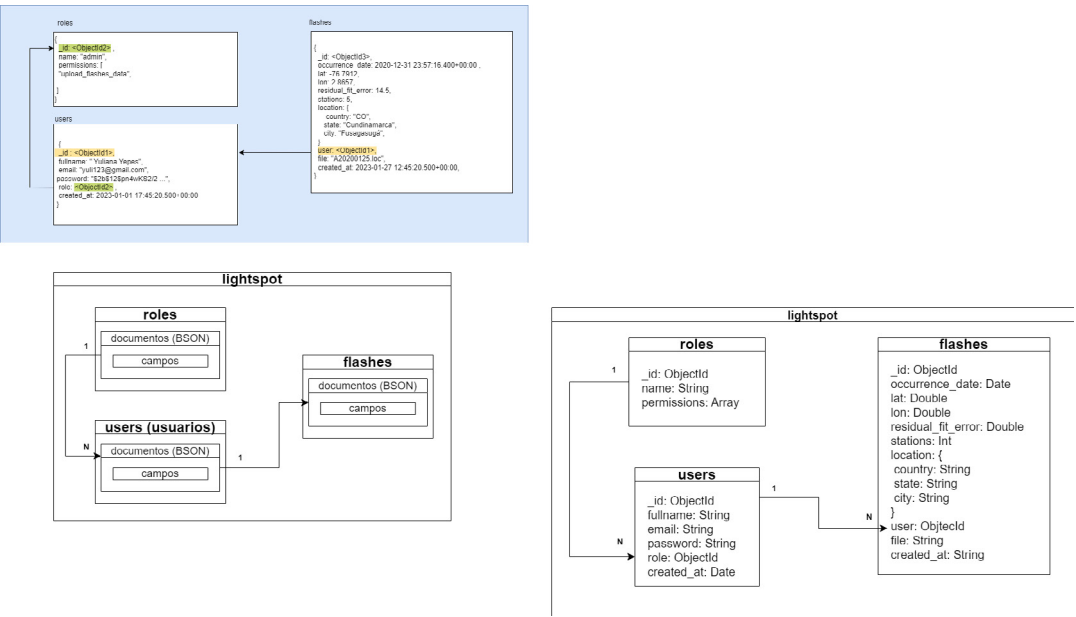 roles
{
_id: <ObjectId2>,
name: "admin",
permissions: [
"upload_flashes_data",
]
}
users
{
_id : <ObjectId1>,
fullname: " Yuliana Yepes",
email: "yuli123@gmail.com",
password: "$2b$12$pn4wKS2/2 ...",
role: <ObjectId2> ,
created_at: 2023-01-01 17:45:20.500+00:00
}
flashes
{
_id: <ObjectId3>,
occurrence_date: 2020-12-31 23:57:16.400+00:00 ,
lat: -76.7912,
lon: 2.8657,
residual_fit_error: 14.5,
stations: 5,
location: {
country: "CO",
state: "Cundinamarca",
city: "Fusagasugá",
}
user: <ObjectId1>,
file: "A20200125.loc",
created_at: 2023-01-27 12:45:20.500+00:00,
}
lightspot
roles
documentos (BSON)
campos
1
N
users (usuarios)
documentos (BSON)
campos
1
flashes
documentos (BSON)
campos
lightspot
roles
_id: ObjectId
name: String
permissions: Array
1
N
users
_id: ObjectId
fullname: String
email: String
password: String
role: ObjectId
created_at: Date
1
N
flashes
_id: ObjectId
occurrence_date: Date
lat: Double
lon: Double
residual_fit_error: Double
stations: Int
location: {
country: String
state: String
city: String
}
user: ObjtecId
file: String
created_at: String